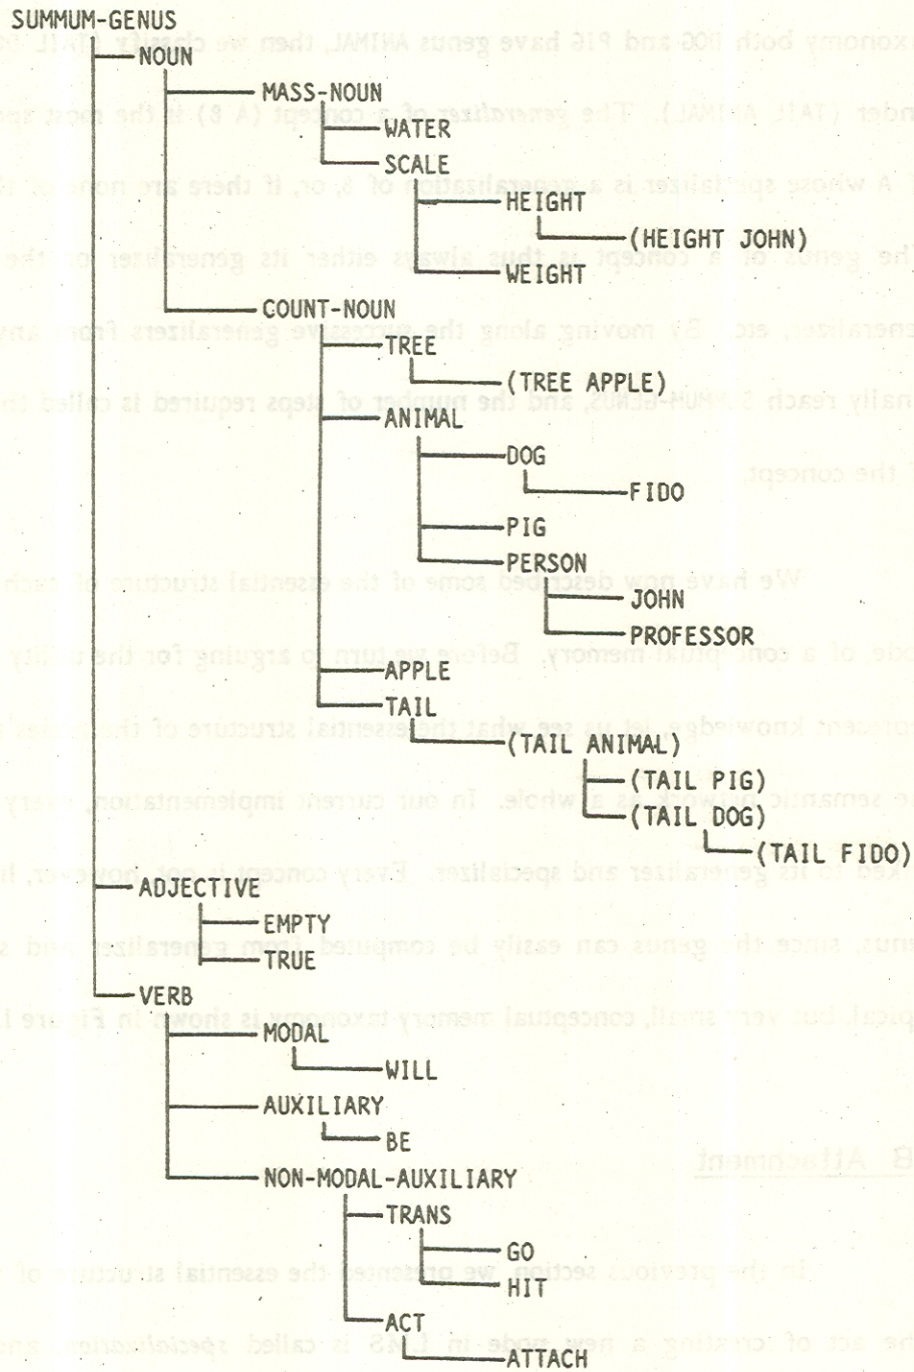 SUMMUM-GENUS
NOUN
MASS-NOUN
WATER
SCALE
HEIGHT
(HEIGHT JOHN)
WEIGHT
COUNT-NOUN
TREE
(TREE APPLE)
ANIMAL
DOG
FIDO
PIG
PERSON
JOHN
PROFESSOR
APPLE
TAIL
(TAIL ANIMAL)
(TAIL PIG)
(TAIL DOG)
(TAIL FIDO)
ADJECTIVE
EMPTY
TRUE
VERB
MODAL
WILL
AUXILIARY
BE
NON-MODAL-AUXILIARY
TRANS
GO
HIT
ACT
ATTACH